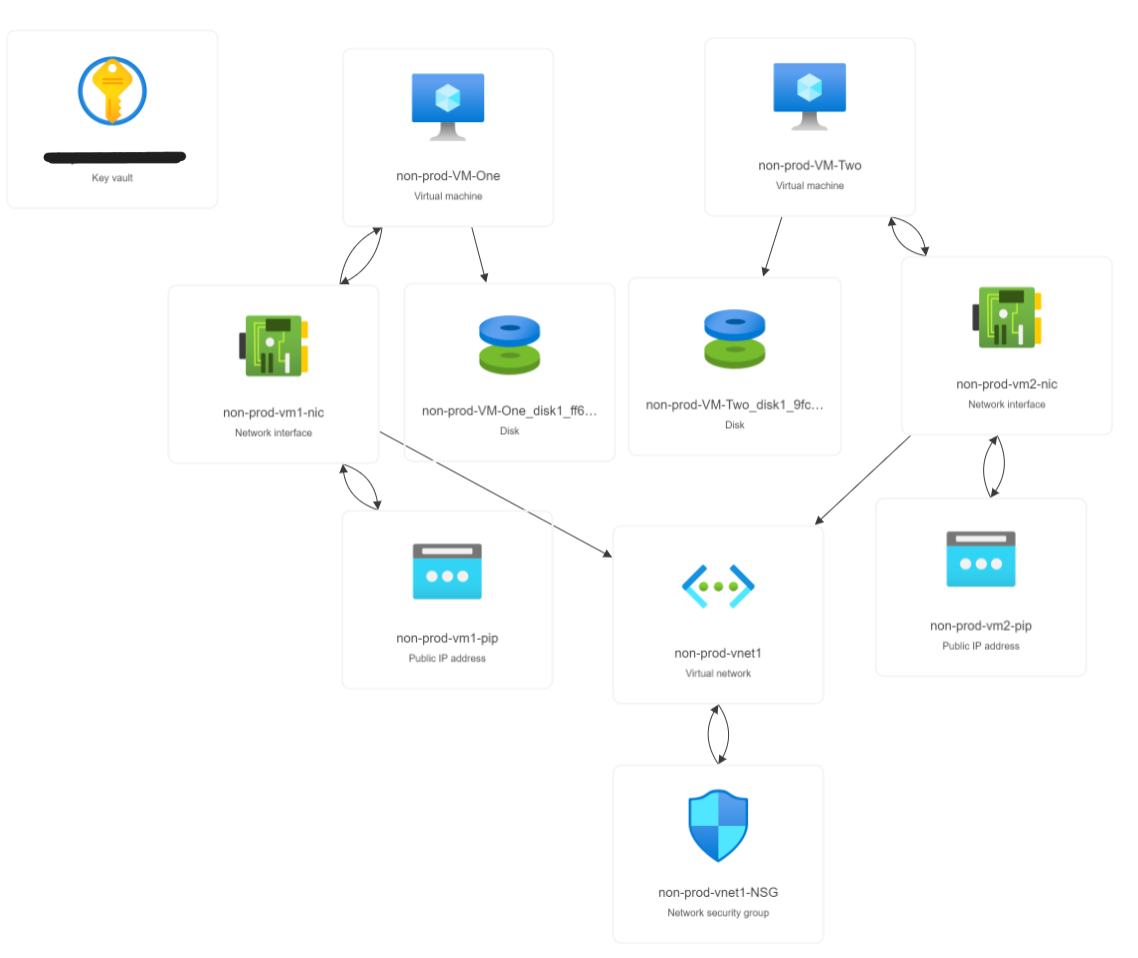 Key vault
non-prod-VM-One
Virtual machine
non-prod-VM-Two
Virtual machine
non-prod-vm1-nic
Network interface
non-prod-VM-One_disk1_ff6...
Disk
non-prod-VM-Two_disk1_9fc...
Disk
non-prod-vm2-nic
Network interface
non-prod-vm1-pip
Public IP address
non-prod-vnet1
Virtual network
non-prod-vm2-pip
Public IP address
non-prod-vnet1-NSG
Network security group